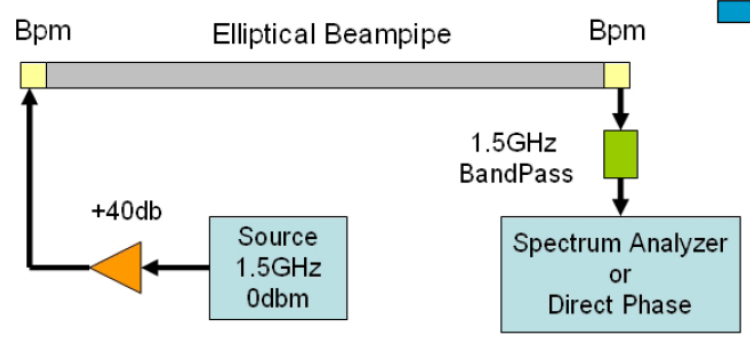 Bpm
Elliptical Beampipe
Bpm
1.5GHz
BandPass
+40db
Source
1.5GHz
0dbm
Spectrum Analyzer
or
Direct Phase